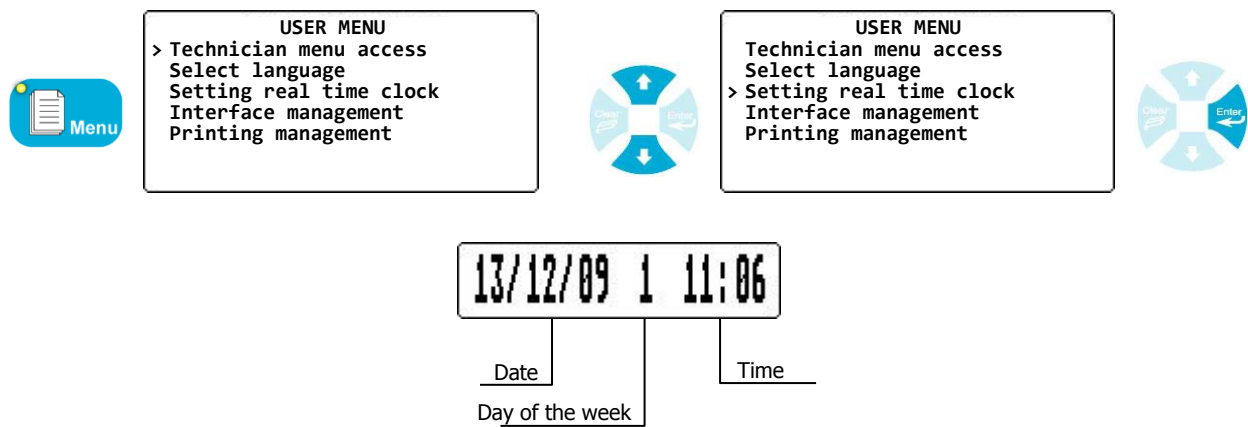 Menu
USER MENU
> Technician menu access
Select language
Setting real time clock
Interface management
Printing management
Clear
Enter
USER MENU
Technician menu access
Select language
> Setting real time clock
Interface management
Printing management
Clear
Enter
13/12/09 1 11:06
Date
Time
Day of the week